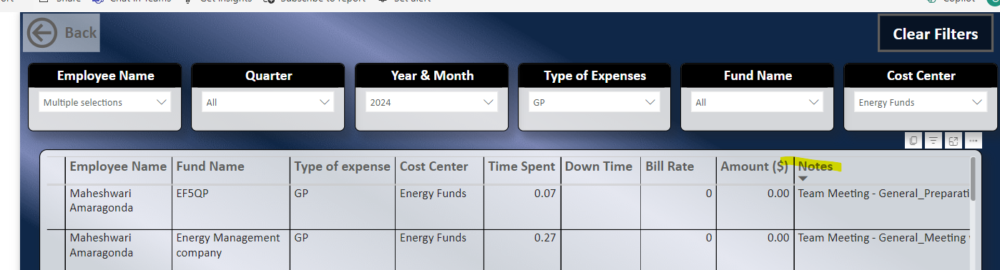 Share Chat in Teams Get insights Subscribe to report Set alert Copilot
Back
Clear Filters
Employee Name Quarter Year & Month Type of Expenses Fund Name Cost Center
Multiple selections All 2024 GP All Energy Funds
Employee Name Fund Name Type of expense Cost Center Time Spent Down Time Bill Rate Amount ($) Notes
Maheshwari EF5QP GP Energy Funds 0.07 0 0.00 Team Meeting - General_Preparati
Amaragonda
Maheshwari Energy Management GP Energy Funds 0.27 0 0.00 Team Meeting - General_Meeting
Amaragonda company